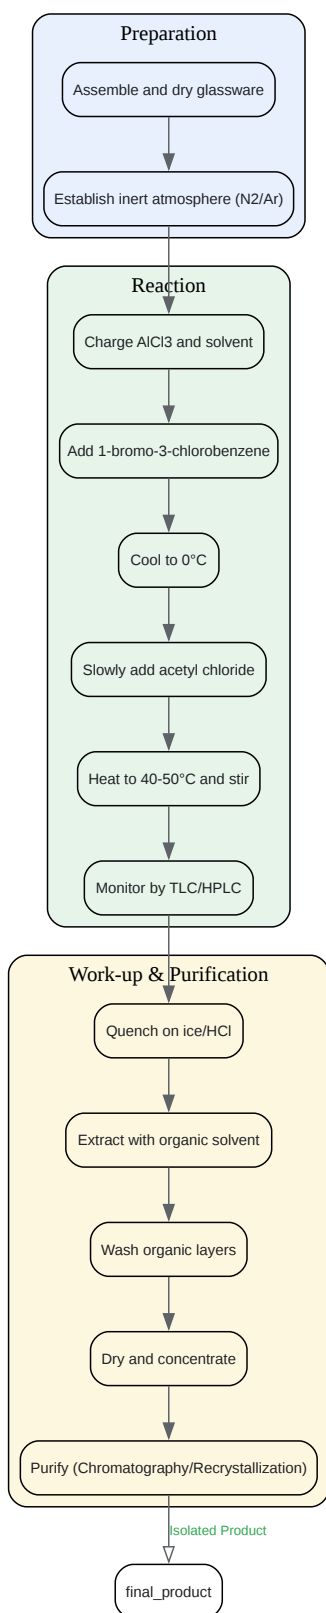 Preparation
Assemble and dry glassware
Establish inert atmosphere (N2/Ar)
Reaction
Charge AlCl3 and solvent
Add 1-bromo-3-chlorobenzene
Cool to 0°C
Slowly add acetyl chloride
Heat to 40-50°C and stir
Monitor by TLC/HPLC
Work-up & Purification
Quench on ice/HCl
Extract with organic solvent
Wash organic layers
Dry and concentrate
Purify (Chromatography/Recrystallization)
Isolated Product
final_product